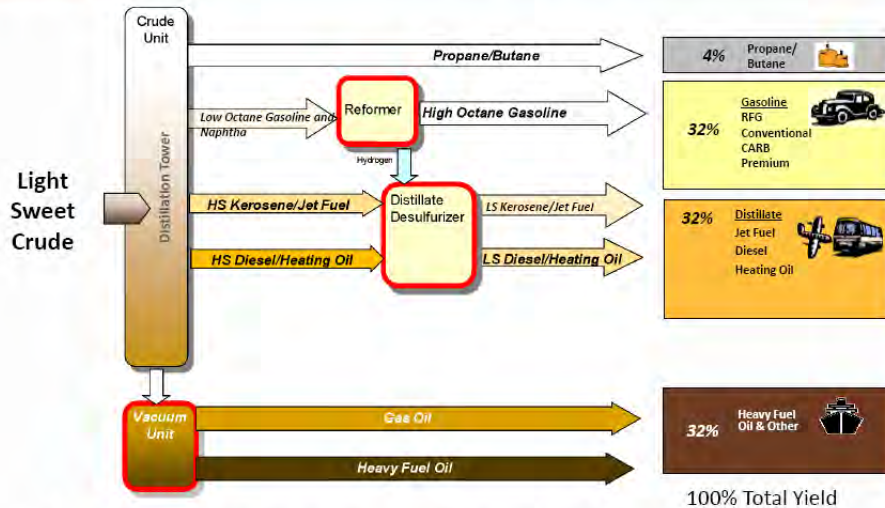 Crude
Unit
Distillation Tower
Light
Sweet
Crude
Propane/Butane
Low Octane Gasoline and
Naphtha
Reformer
High Octane Gasoline
Hydrogen
HS Kerosene/Jet Fuel
Distillate
Desulfurizer
LS Kerosene/Jet Fuel
HS Diesel/Heating Oil
LS Diesel/Heating Oil
Vacuum
Unit
Gas Oil
Heavy Fuel Oil
4%
Propane/
Butane
32%
Gasoline
RFG
Conventional
CARB
Premium
32%
Distillate
Jet Fuel
Diesel
Heating Oil
32%
Heavy Fuel
Oil & Other
100% Total Yield